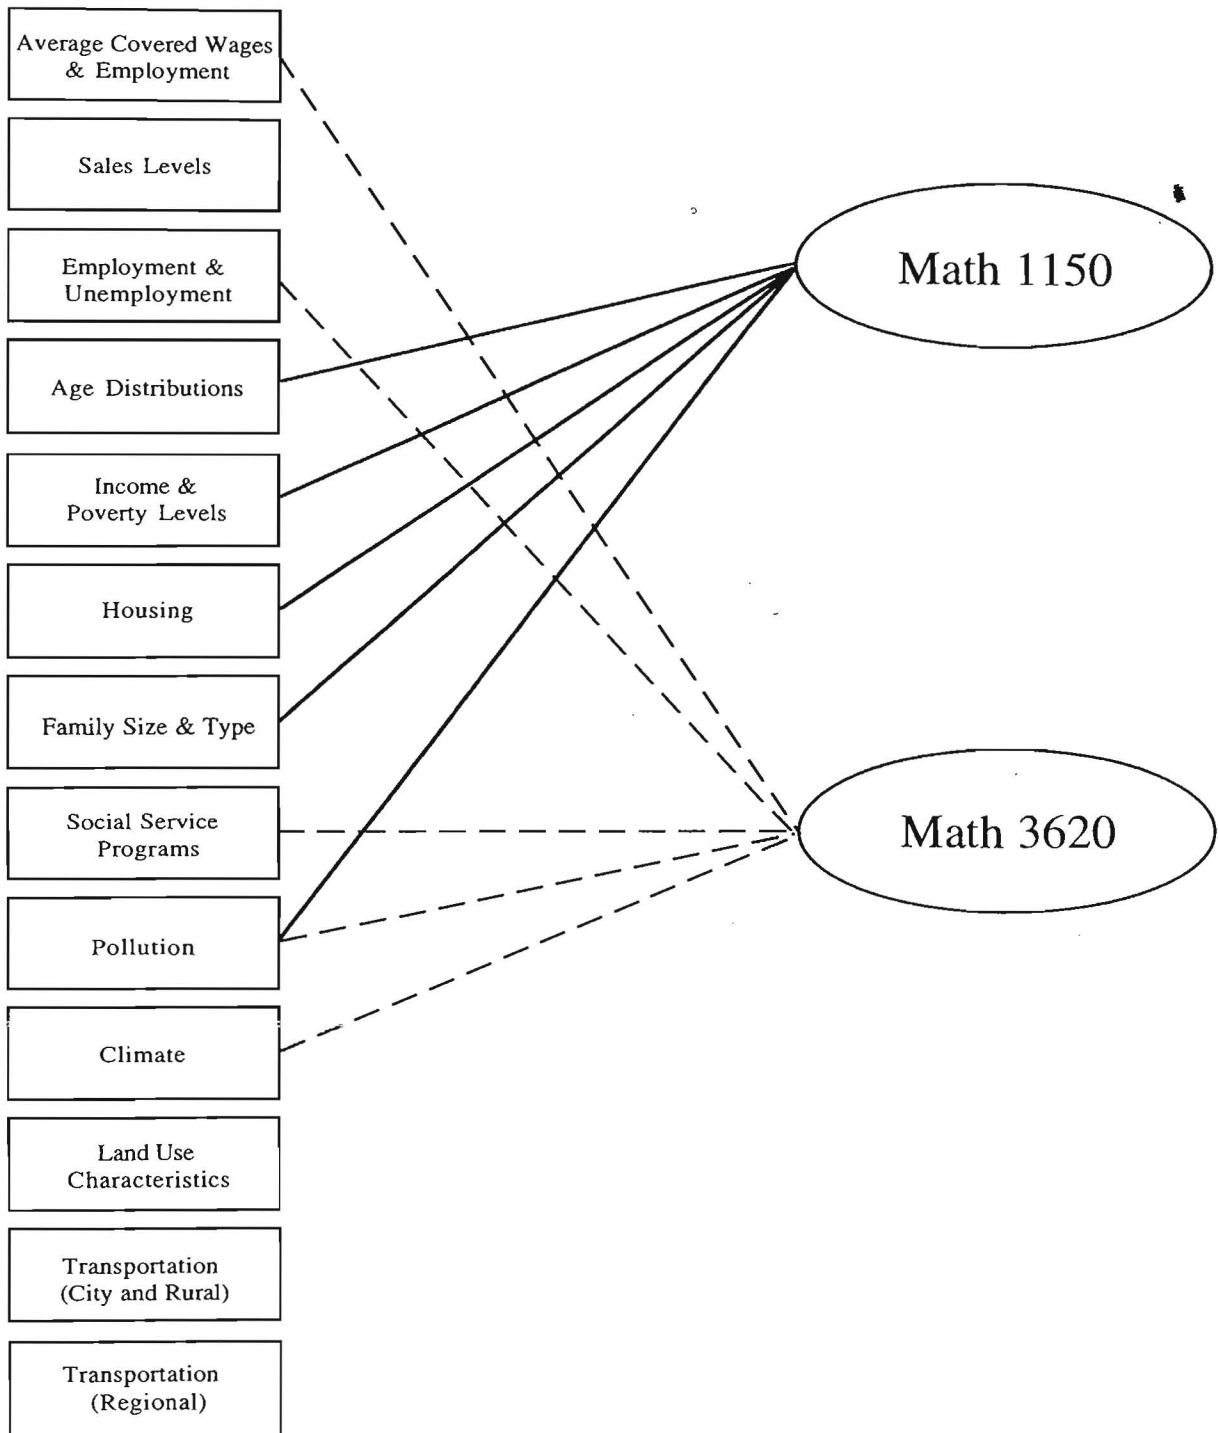 Average Covered Wages
& Employment
Sales Levels
Employment &
Unemployment
Age Distributions
Income &
Poverty Levels
Housing
Family Size & Type
Social Service
Programs
Pollution
Climate
Land Use
Characteristics
Transportation
(City and Rural)
Transportation
(Regional)
Math 1150
Math 3620